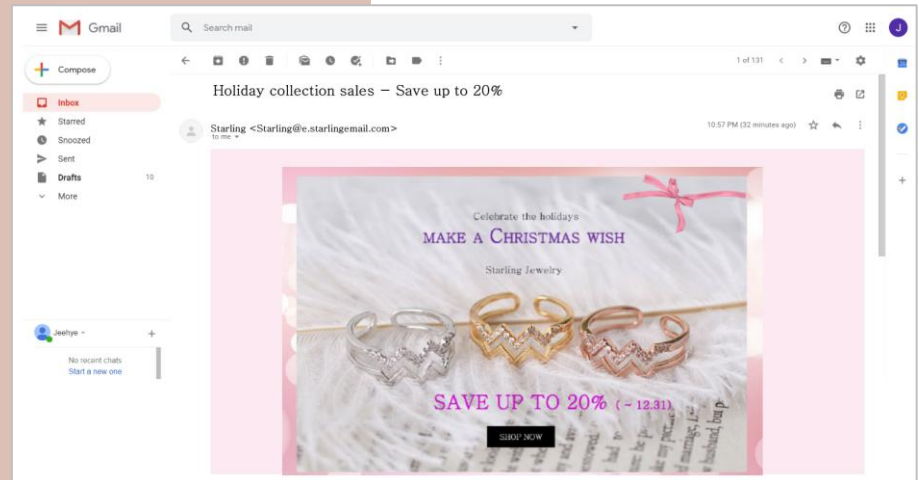 Gmail
Search mail
J
Compose
1 of 131
Inbox
Starred
Snoozed
Sent
Drafts 10
More
Holiday collection sales - Save up to 20%
Starling <Starling@e.starlingemail.com>
10:57 PM (32 minutes ago)
to me
Celebrate the holidays
MAKE A CHRISTMAS WISH
Starling Jewelry
SAVE UP TO 20% ( ~ 12.31)
SHOP NOW
Jeehye
No recent chats
Start a new one